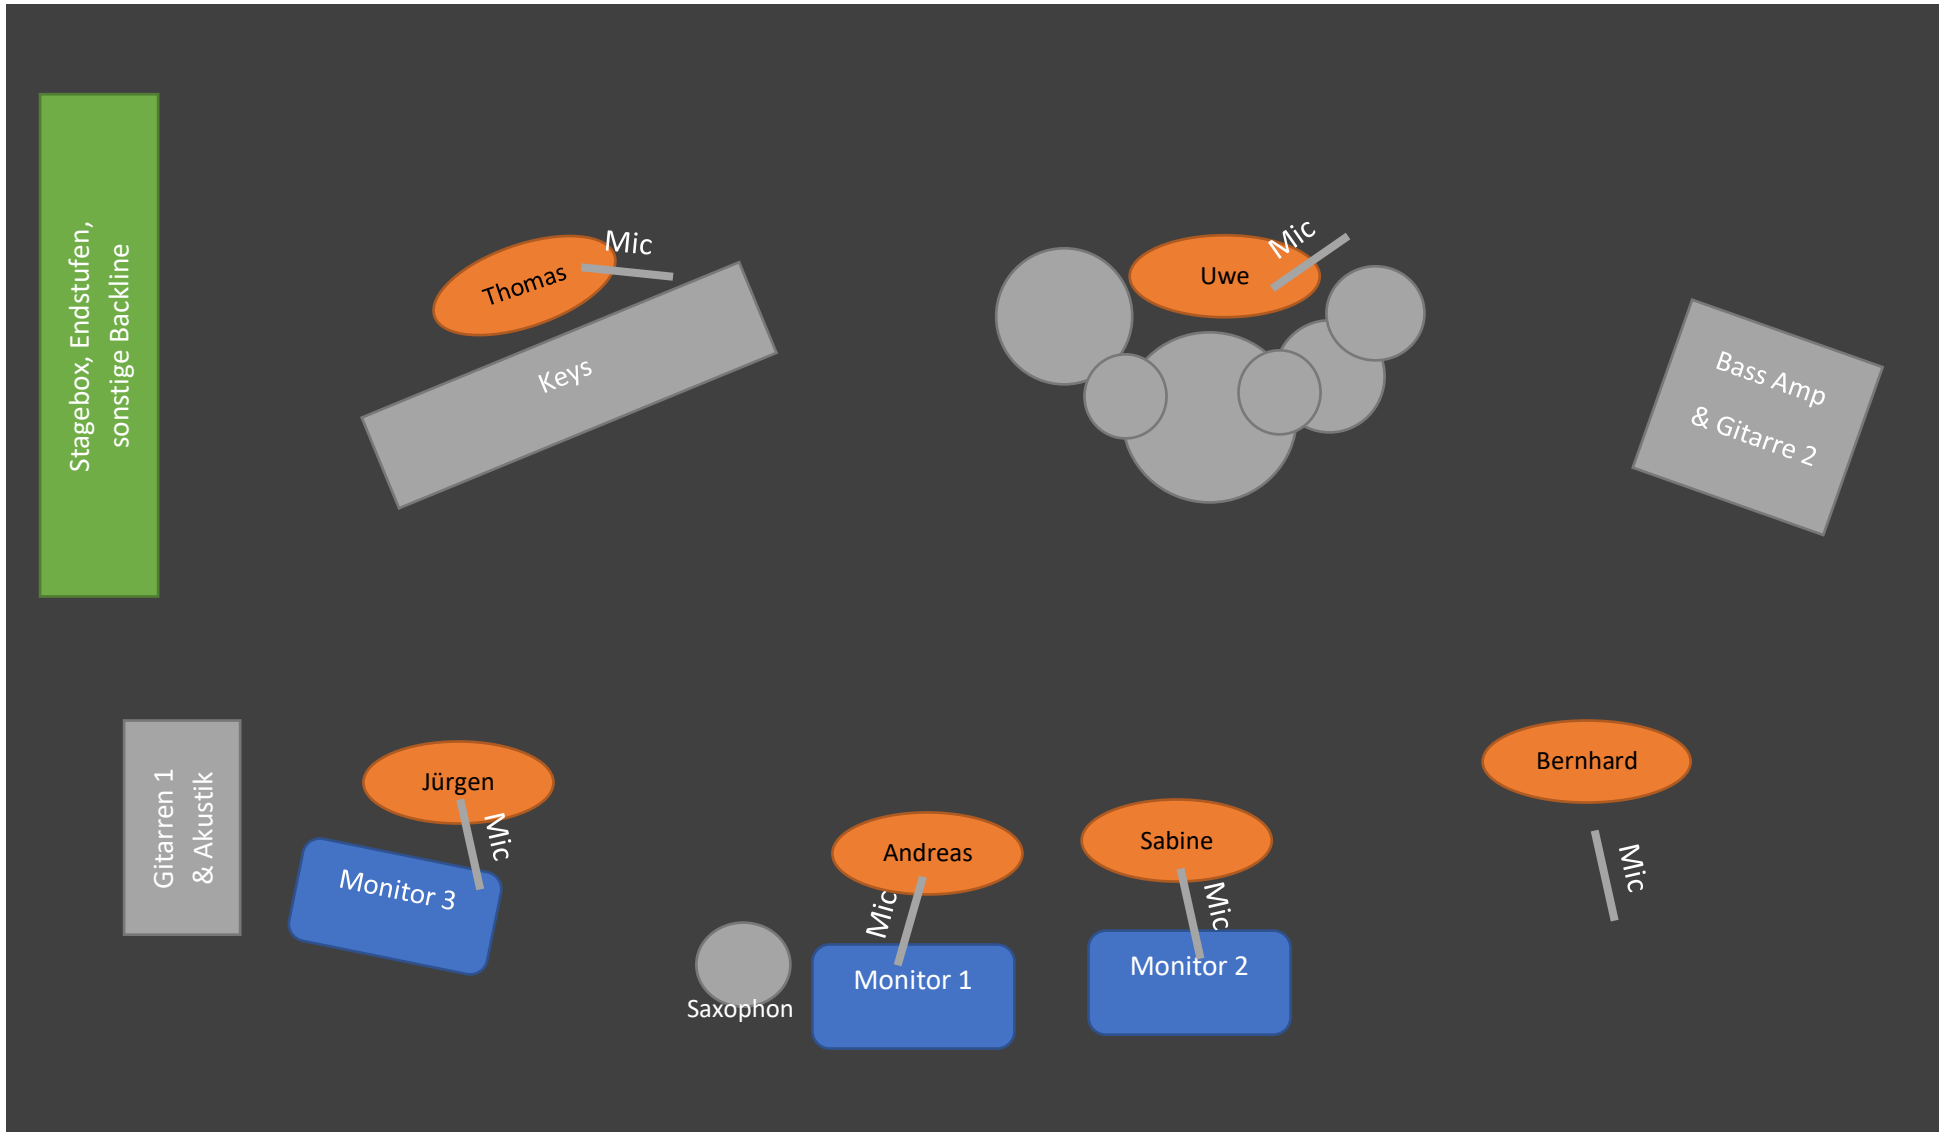 Stagebox, Endstufen,
sonstige Backline
Thomas
Mic
Keys
Uwe
Mic
Bass Amp
& Gitarre 2
Gitarren 1
& Akustik
Jürgen
Mic
Monitor 3
Andreas
Mic
Monitor 1
Saxophon
Sabine
Mic
Monitor 2
Bernhard
Mic